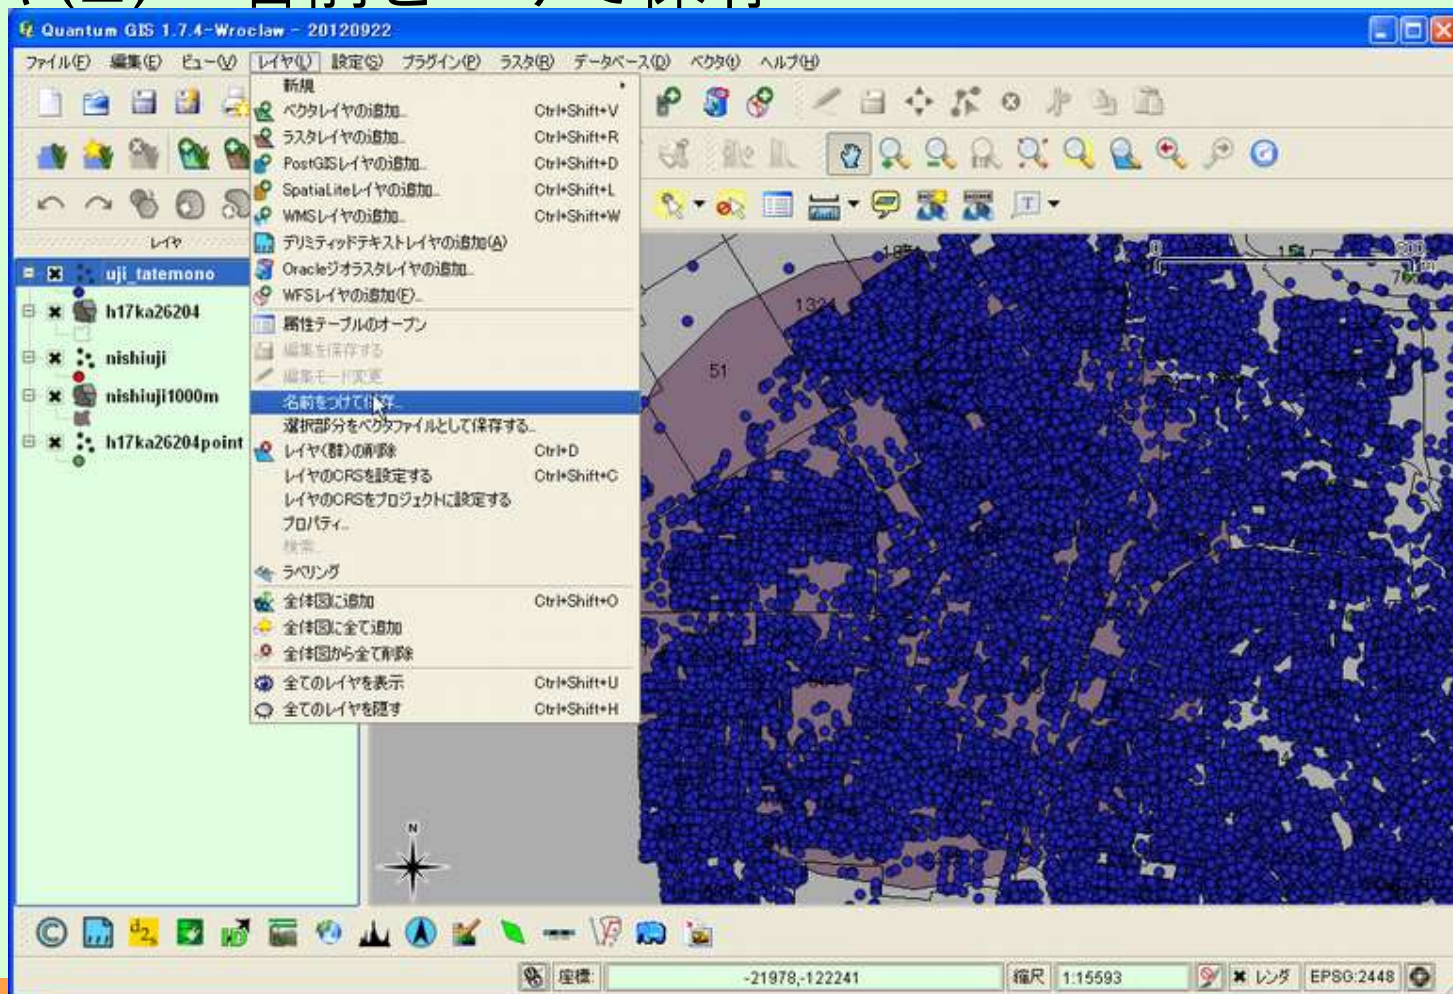 Quantum GIS 1.7.4-Wroclaw - 20120922
ファイル(F) 編集(E) ビュー(V) レイヤ(L) 設定(S) プラグイン(P) ラスタ(R) データベース(D) ベクタ(t) ヘルプ(H)
新規
ベクタレイヤの追加... Ctrl+Shift+V
ラスタレイヤの追加... Ctrl+Shift+R
PostGISレイヤの追加... Ctrl+Shift+D
SpatiaLiteレイヤの追加... Ctrl+Shift+L
WMSレイヤの追加... Ctrl+Shift+W
デリミティッドテキストレイヤの追加(A)
Oracleジオラスタレイヤの追加...
WFSレイヤの追加(F)...
属性テーブルのオープン
編集を保存する
編集モード変更
名前をつけて保存...
選択部分をベクタファイルとして保存する...
レイヤ(群)の削除 Ctrl+D
レイヤのCRSを設定する Ctrl+Shift+C
レイヤのCRSをプロジェクトに設定する
プロパティ...
検索...
ラベリング
全体図に追加 Ctrl+Shift+O
全体図に全て追加
全体図から全て削除
全てのレイヤを表示 Ctrl+Shift+U
全てのレイヤを隠す Ctrl+Shift+H
レイヤ
uji_tatemono
h17ka26204
nishiuji
nishiuji1000m
h17ka26204point
1324
51
N
座標: -21978,-122241 縮尺 1:15593 レンダ EPSG:2448